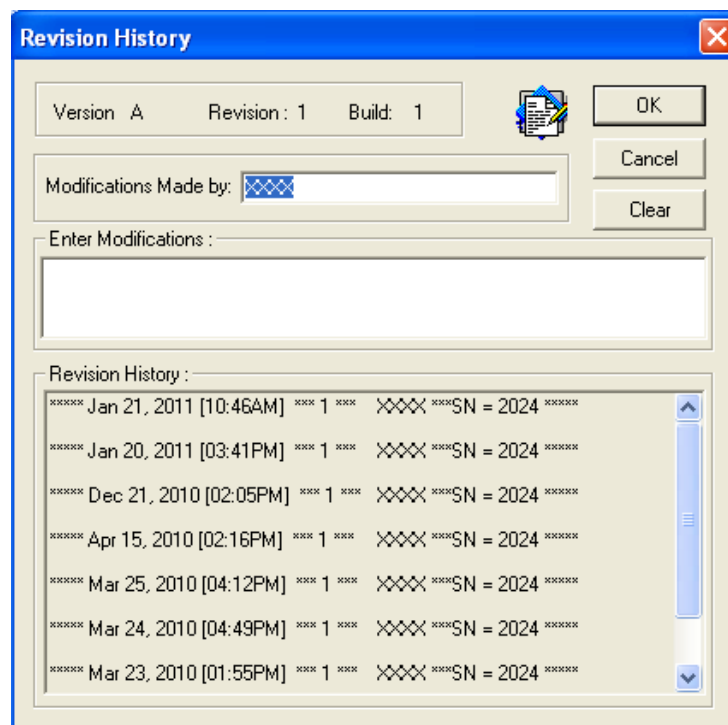 Revision History
Version A Revision : 1 Build: 1
OK
Modifications Made by: XXXX
Cancel
Clear
Enter Modifications :
Revision History :
***** Jan 21, 2011 [10:46AM] *** 1 *** XXXX ***SN = 2024 *****
***** Jan 20, 2011 [03:41PM] *** 1 *** XXXX ***SN = 2024 *****
***** Dec 21, 2010 [02:05PM] *** 1 *** XXXX ***SN = 2024 *****
***** Apr 15, 2010 [02:16PM] *** 1 *** XXXX ***SN = 2024 *****
***** Mar 25, 2010 [04:12PM] *** 1 *** XXXX ***SN = 2024 *****
***** Mar 24, 2010 [04:49PM] *** 1 *** XXXX ***SN = 2024 *****
***** Mar 23, 2010 [01:55PM] *** 1 *** XXXX ***SN = 2024 *****